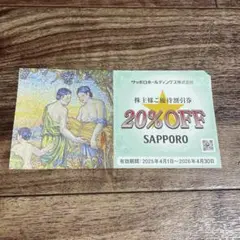 サッポロホールディングス株式会社
株主様ご優待割引券
20%OFF
SAPPORO
有効期間：2025年4月1日～2026年4月30日